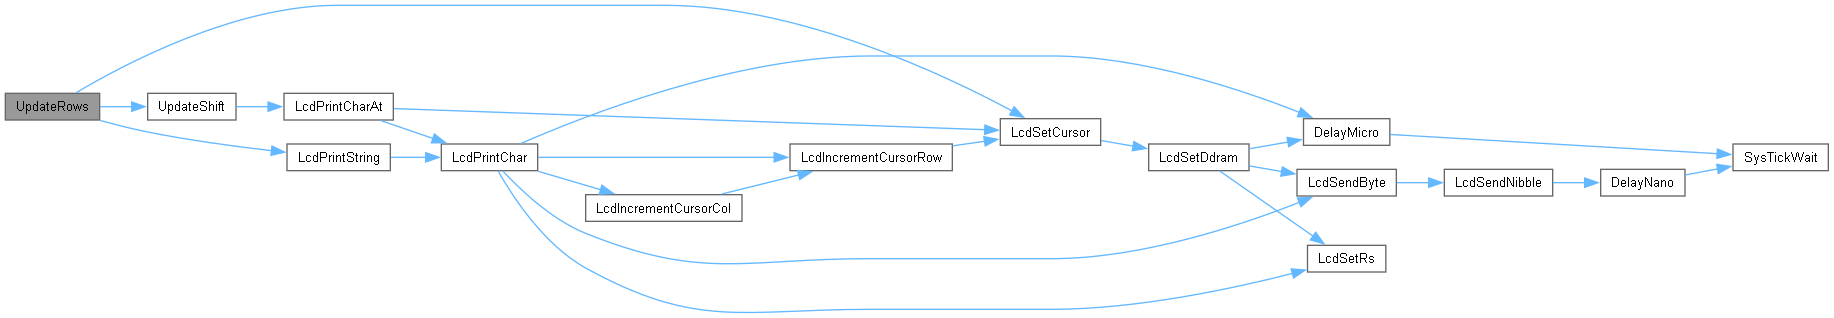 UpdateRows
UpdateShift
LcdPrintCharAt
LcdPrintString
LcdPrintChar
LcdIncrementCursorRow
LcdIncrementCursorCol
LcdSetCursor
LcdSetDdram
DelayMicro
LcdSendByte
LcdSetRs
LcdSendNibble
DelayNano
SysTickWait